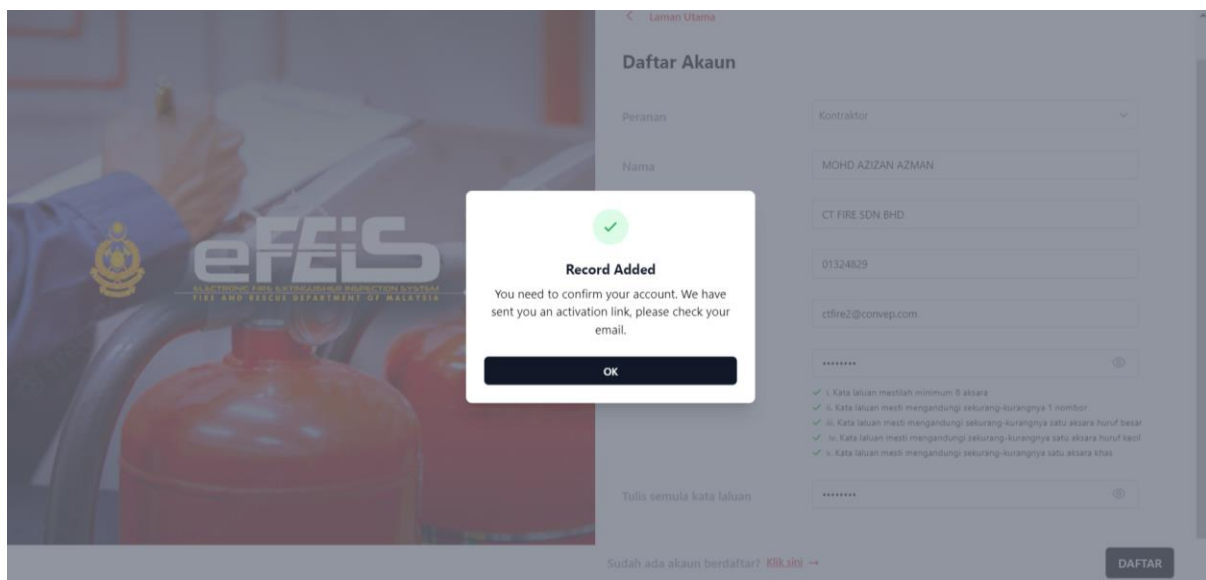 Laman Utama
Daftar Akaun
Peranan
Kontraktor
Nama
MOHD AZIZAN AZMAN
CT FIRE SDN BHD
01324829
ctfire2@convep.com
••••••••
i. Kata laluan mestilah minimum 8 aksara
ii. Kata laluan mesti mengandungi sekurang-kurangnya 1 nombor
iii. Kata laluan mesti mengandungi sekurang-kurangnya satu aksara huruf besar
iv. Kata laluan mesti mengandungi sekurang-kurangnya satu aksara huruf kecil
v. Kata laluan mesti mengandungi sekurang-kurangnya satu aksara khas
Tulis semula kata laluan
••••••••
Sudah ada akaun berdaftar? Klik sini →
DAFTAR
eFEiS
ELECTRONIC FIRE EXTINGUISHER INSPECTION SYSTEM
FIRE AND RESCUE DEPARTMENT OF MALAYSIA
Record Added
You need to confirm your account. We have
sent you an activation link, please check your
email.
OK